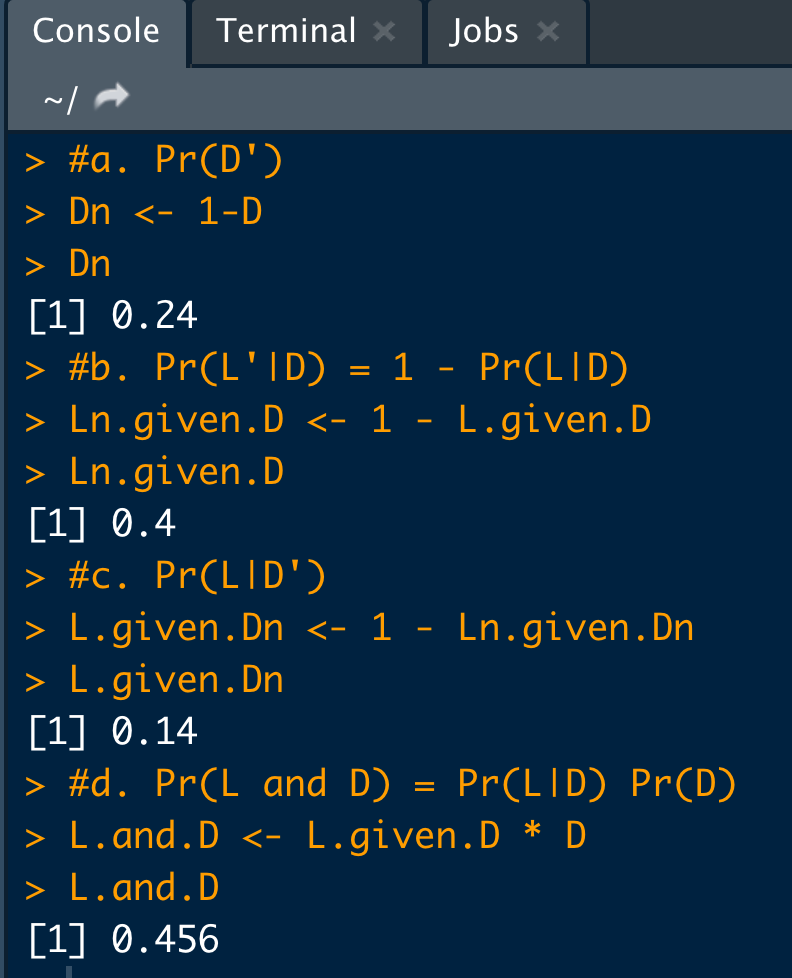 Console Terminal Jobs
~/
> #a. Pr(D')
> Dn <- 1-D
> Dn
[1] 0.24
> #b. Pr(L'|D) = 1 - Pr(L|D)
> Ln.given.D <- 1 - L.given.D
> Ln.given.D
[1] 0.4
> #c. Pr(L|D')
> L.given.Dn <- 1 - Ln.given.Dn
> L.given.Dn
[1] 0.14
> #d. Pr(L and D) = Pr(L|D) Pr(D)
> L.and.D <- L.given.D * D
> L.and.D
[1] 0.456